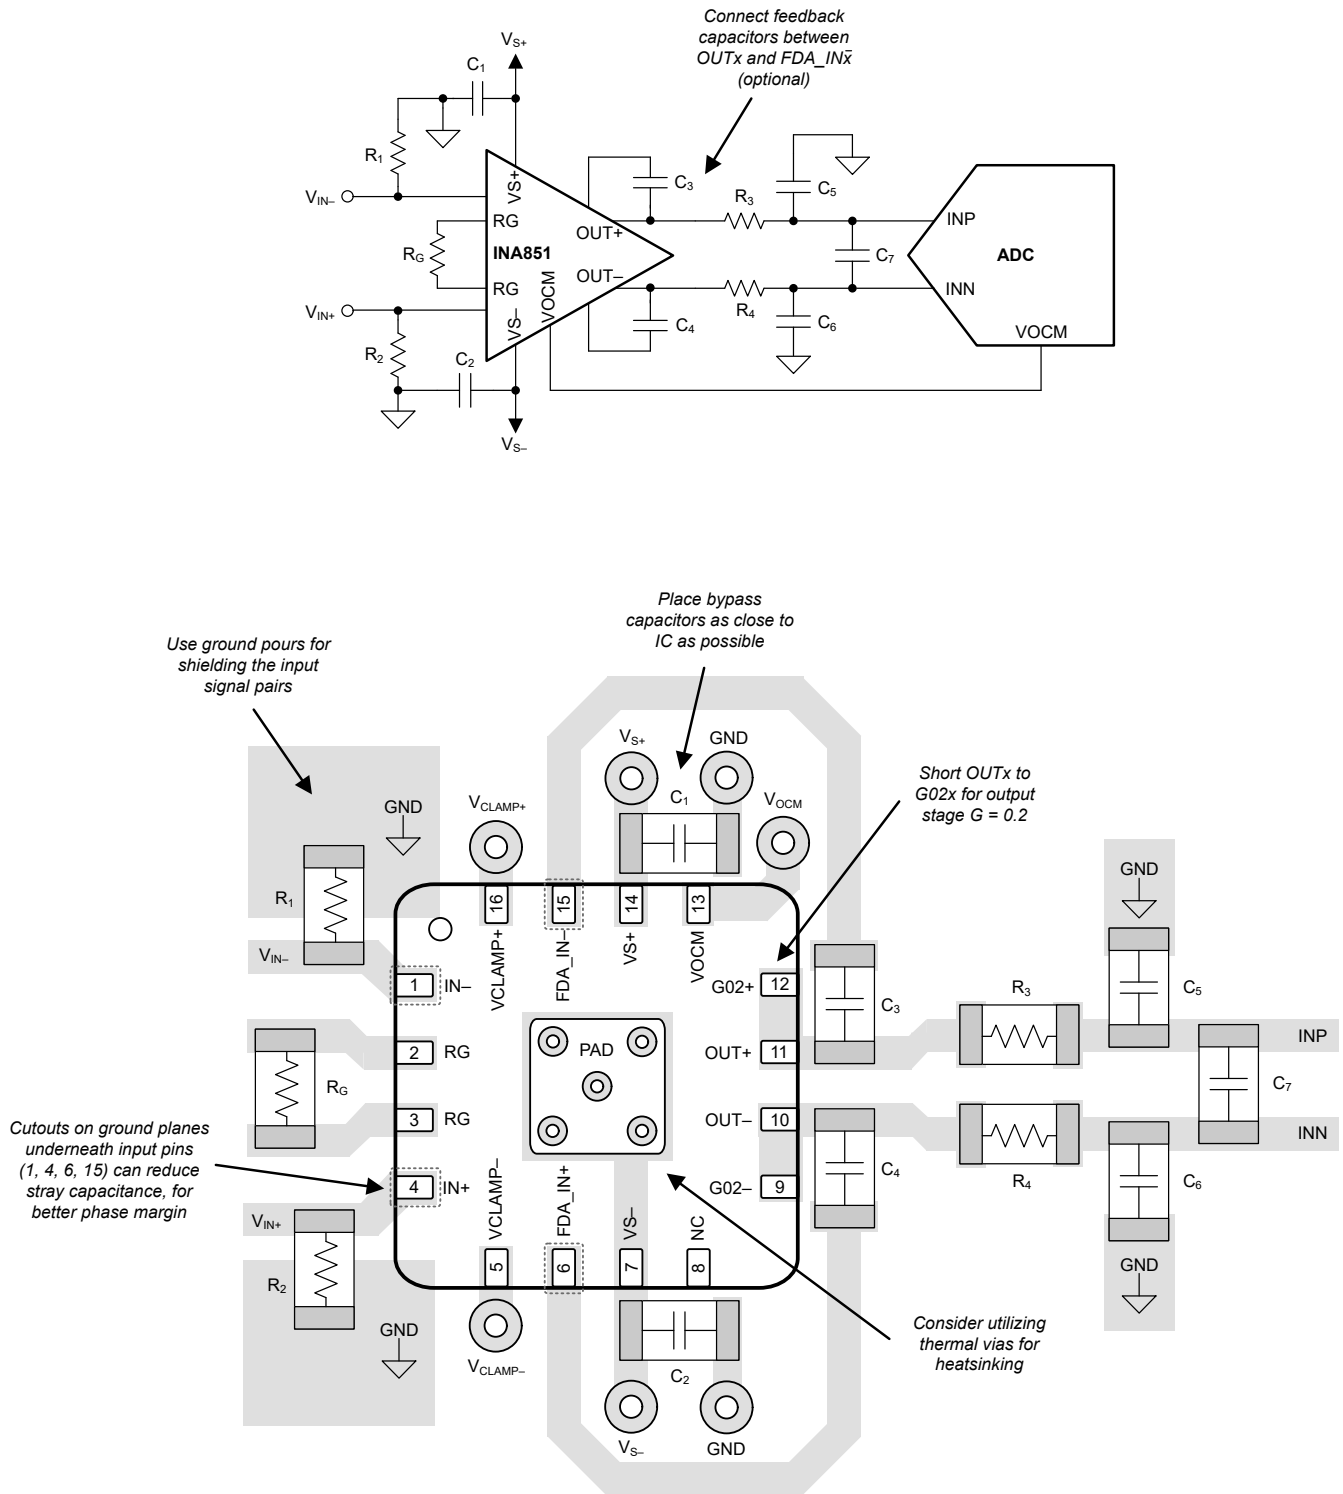 Connect feedback
capacitors between
OUTx and FDA_INx̅
(optional)
VS+
C1
R1
VIN–
VS+
RG
RG
INA851
RG
VIN+
R2
C2
VS–
VOCM
VS–
OUT+
OUT–
C3
C4
R3
R4
C5
C6
C7
INP
ADC
INN
VOCM
Place bypass
capacitors as close to
IC as possible
Use ground pours for
shielding the input
signal pairs
VS+
GND
C1
VOCM
VCLAMP+
GND
Short OUTx to
G02x for output
stage G = 0.2
R1
VIN–
16
15
14
13
VCLAMP+
FDA_IN–
VS+
VOCM
1
IN–
G02+
12
2
RG
OUT+
11
PAD
RG
3
RG
OUT–
10
4
IN+
G02–
9
C3
C4
R3
R4
GND
C5
INP
C7
INN
C6
GND
Cutouts on ground planes
underneath input pins
(1, 4, 6, 15) can reduce
stray capacitance, for
better phase margin
VIN+
R2
GND
VCLAMP–
FDA_IN+
VS–
NC
5
6
7
8
VCLAMP–
C2
VS–
GND
Consider utilizing
thermal vias for
heatsinking